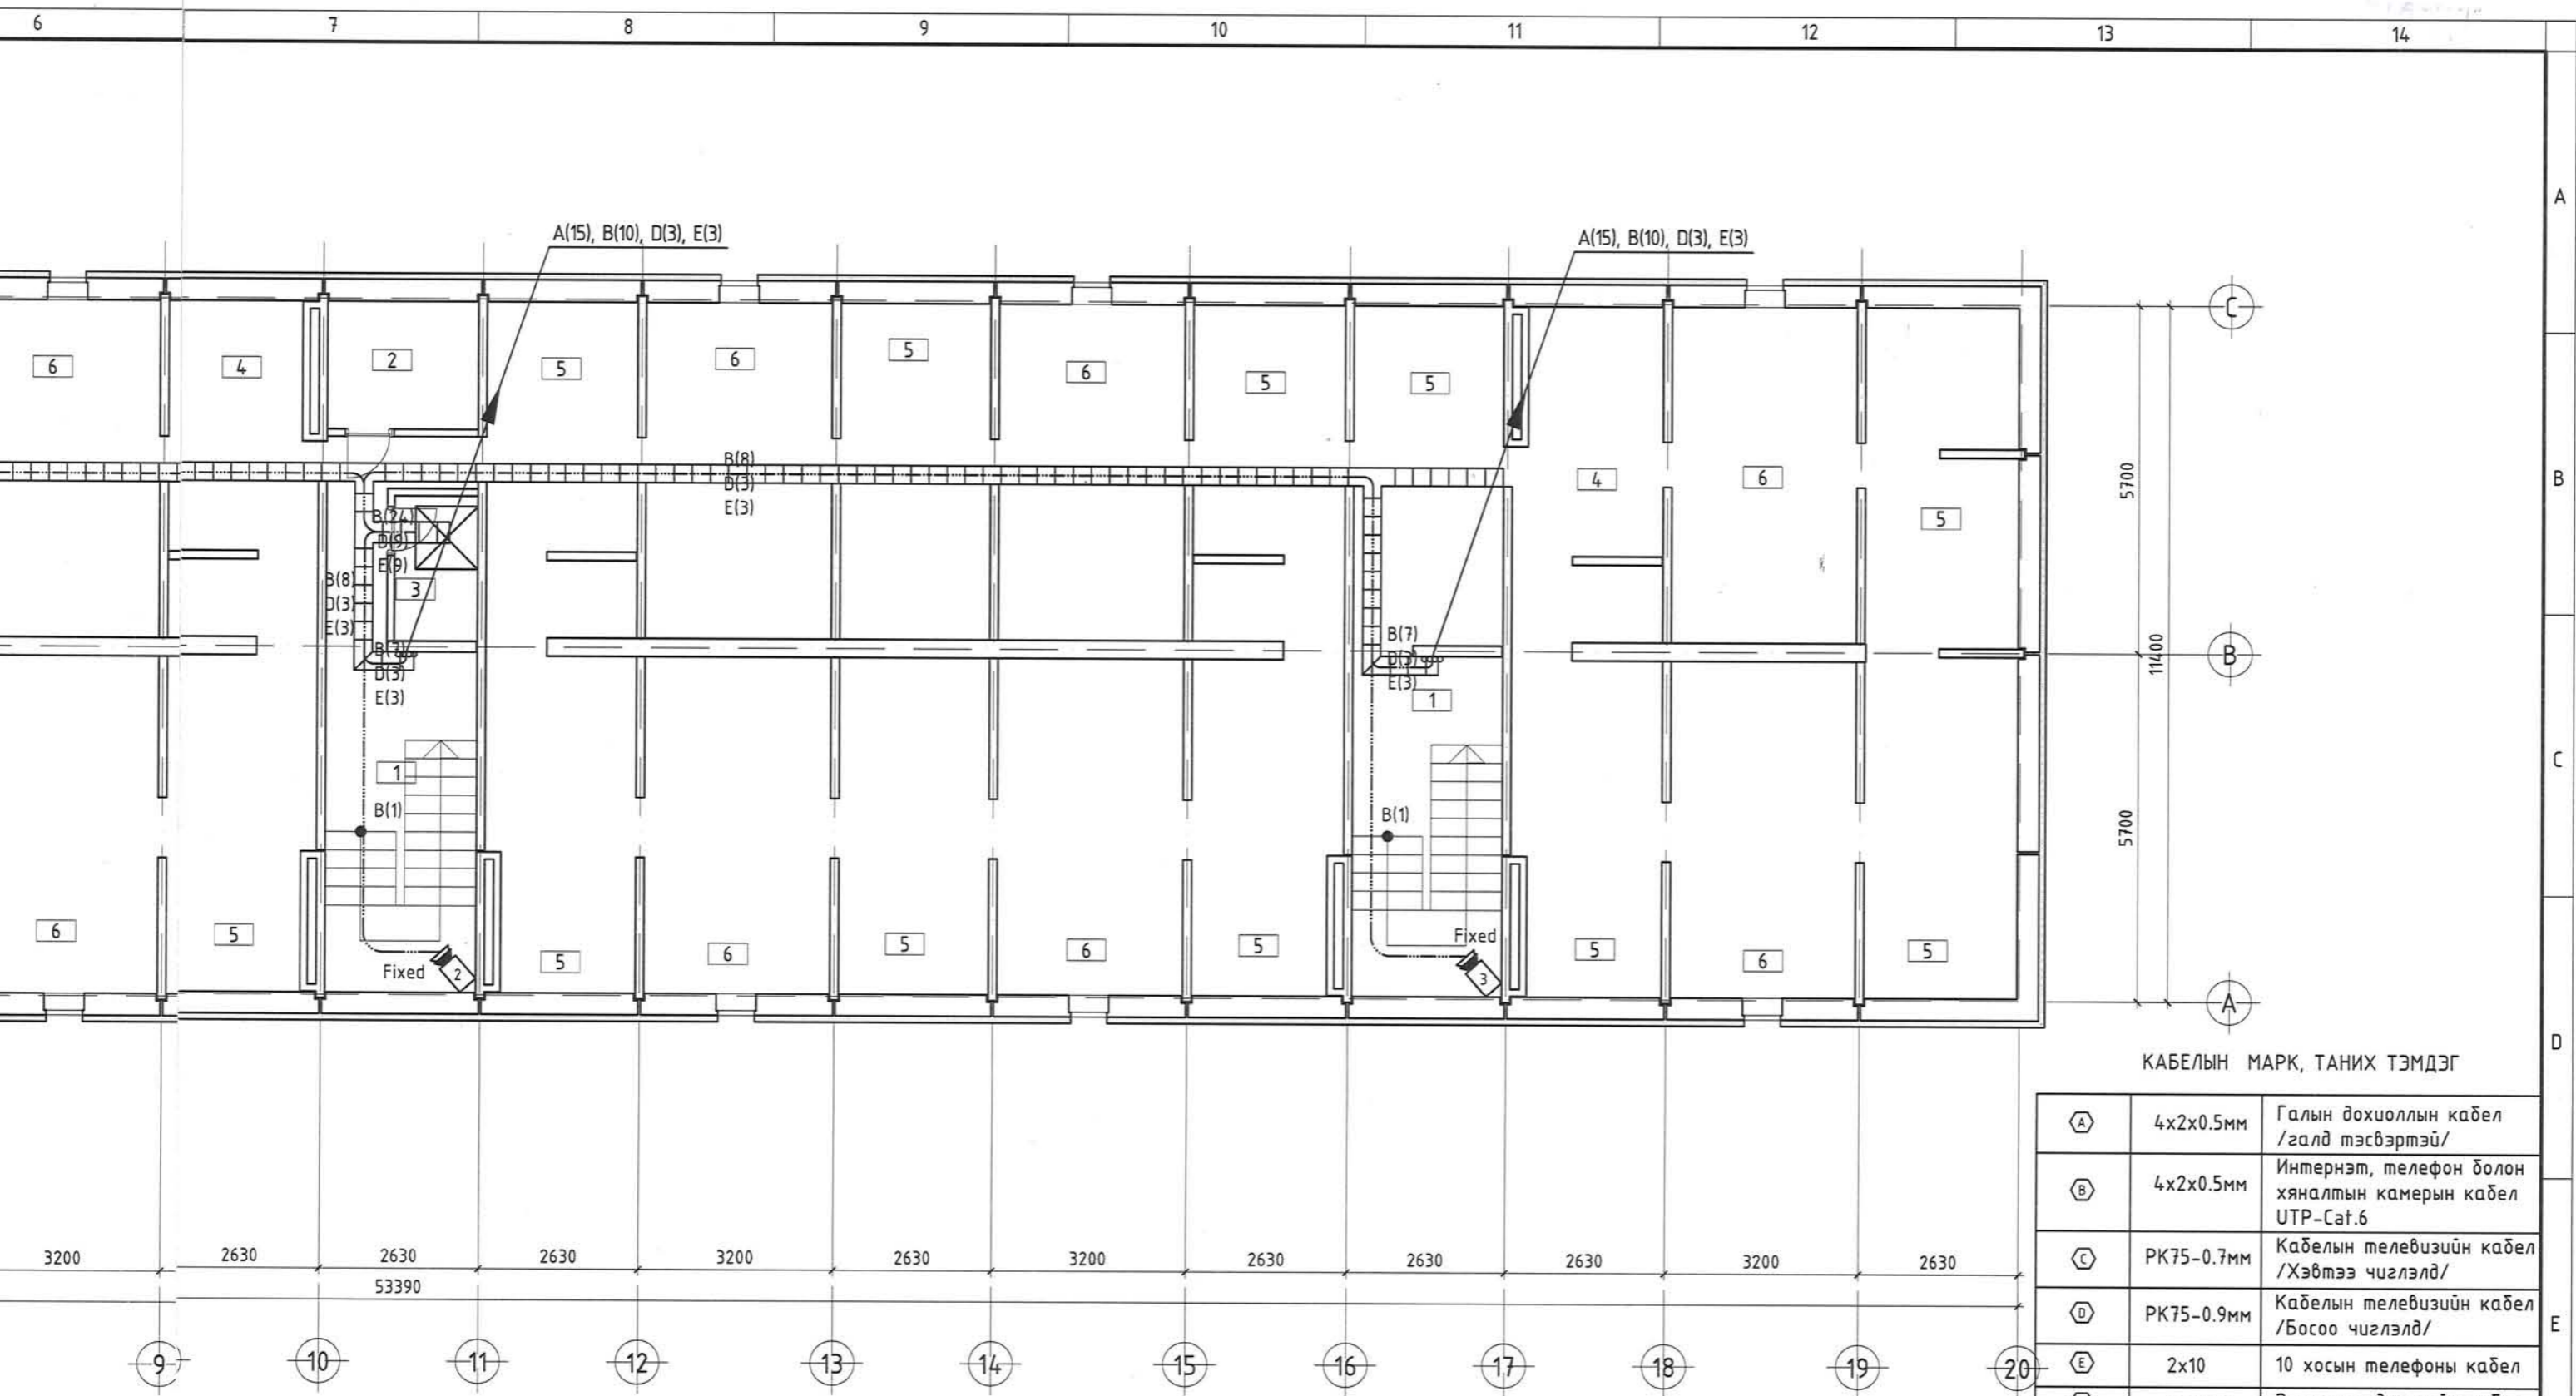 6 7 8 9 10 11 12 13 14
A(15), B(10), D(3), E(3)
A(15), B(10), D(3), E(3)
A
C
6 4 2 5 6 5 6 5 5
B(8)
D(3)
E(3)
4 6 5
B
5700
B(24)
D(9)
E(9)
B(8)
D(3)
E(3)
3
B(7)
D(3)
E(3)
B(7)
D(3)
E(3)
1
B
11400
1
B(1)
B(1)
C
5700
6 5 5 6 5 6 5 5 6 5
Fixed 2
Fixed
3
A
D
КАБЕЛЫН МАРК, ТАНИХ ТЭМДЭГ
A 4x2x0.5мм Галын дохиоллын кабел
/галд тэсвэртэй/
B 4x2x0.5мм Интернэт, телефон болон
хяналтын камерын кабел
UTP-Cat.6
C РК75-0.7мм Кабелын телевизийн кабел
/Хэвтээ чиглэлд/
D РК75-0.9мм Кабелын телевизийн кабел
/Босоо чиглэлд/
E
E 2x10 10 хосын телефоны кабел
3200 2630 2630 2630 3200 2630 3200 2630 2630 2630 3200 2630
53390
9 10 11 12 13 14 15 16 17 18 19 20